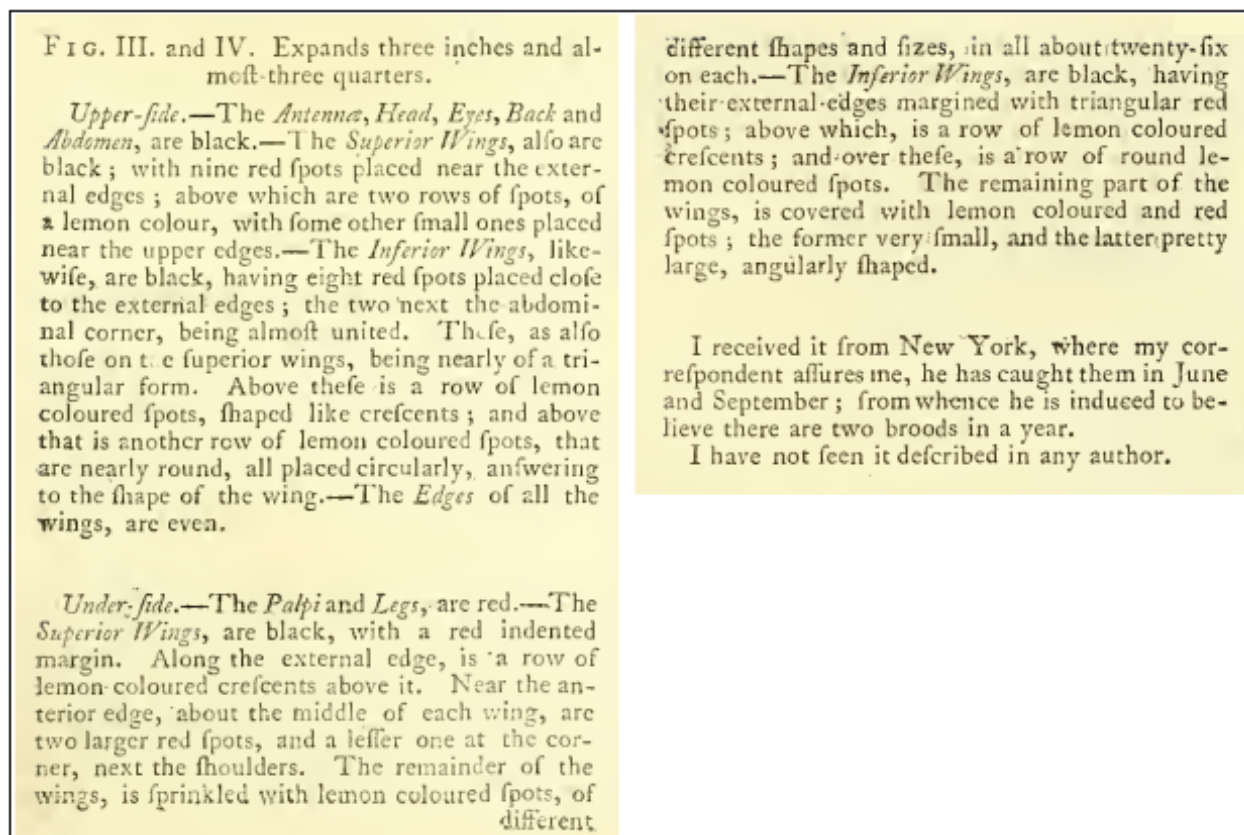 FIG. III. and IV. Expands three inches and al-
moſt three quarters.
Upper-ſide.—The Antennæ, Head, Eyes, Back and
Abdomen, are black.—The Superior Wings, alſo are
black; with nine red ſpots placed near the exter-
nal edges; above which are two rows of ſpots, of
a lemon colour, with ſome other ſmall ones placed
near the upper edges.—The Inferior Wings, like-
wiſe, are black, having eight red ſpots placed cloſe
to the external edges; the two next the abdomi-
nal corner, being almoſt united. Theſe, as alſo
thoſe on the ſuperior wings, being nearly of a tri-
angular form. Above theſe is a row of lemon
coloured ſpots, ſhaped like creſcents; and above
that is another row of lemon coloured ſpots, that
are nearly round, all placed circularly, anſwering
to the ſhape of the wing.—The Edges of all the
wings, are even.
Under-ſide.—The Palpi and Legs, are red.—The
Superior Wings, are black, with a red indented
margin. Along the external edge, is a row of
lemon coloured creſcents above it. Near the an-
terior edge, about the middle of each wing, are
two larger red ſpots, and a leſſer one at the cor-
ner, next the ſhoulders. The remainder of the
wings, is ſprinkled with lemon coloured ſpots, of
different
different ſhapes and ſizes, in all about twenty-ſix
on each.—The Inferior Wings, are black, having
their external edges margined with triangular red
ſpots; above which, is a row of lemon coloured
creſcents; and over theſe, is a row of round le-
mon coloured ſpots. The remaining part of the
wings, is covered with lemon coloured and red
ſpots; the former very ſmall, and the latter pretty
large, angularly ſhaped.
I received it from New York, where my cor-
reſpondent aſſures me, he has caught them in June
and September; from whence he is induced to be-
lieve there are two broods in a year.
I have not ſeen it deſcribed in any author.